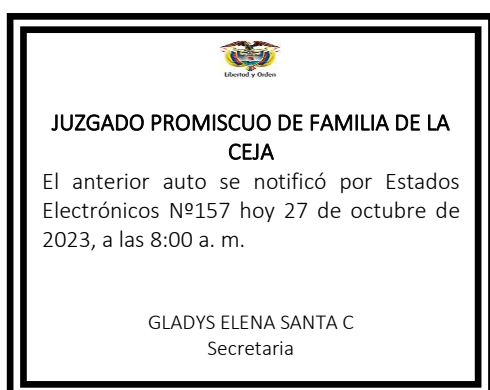 Libertad y Orden
JUZGADO PROMISCUO DE FAMILIA DE LA
CEJA
El anterior auto se notificó por Estados
Electrónicos Nº157 hoy 27 de octubre de
2023, a las 8:00 a. m.
GLADYS ELENA SANTA C
Secretaria